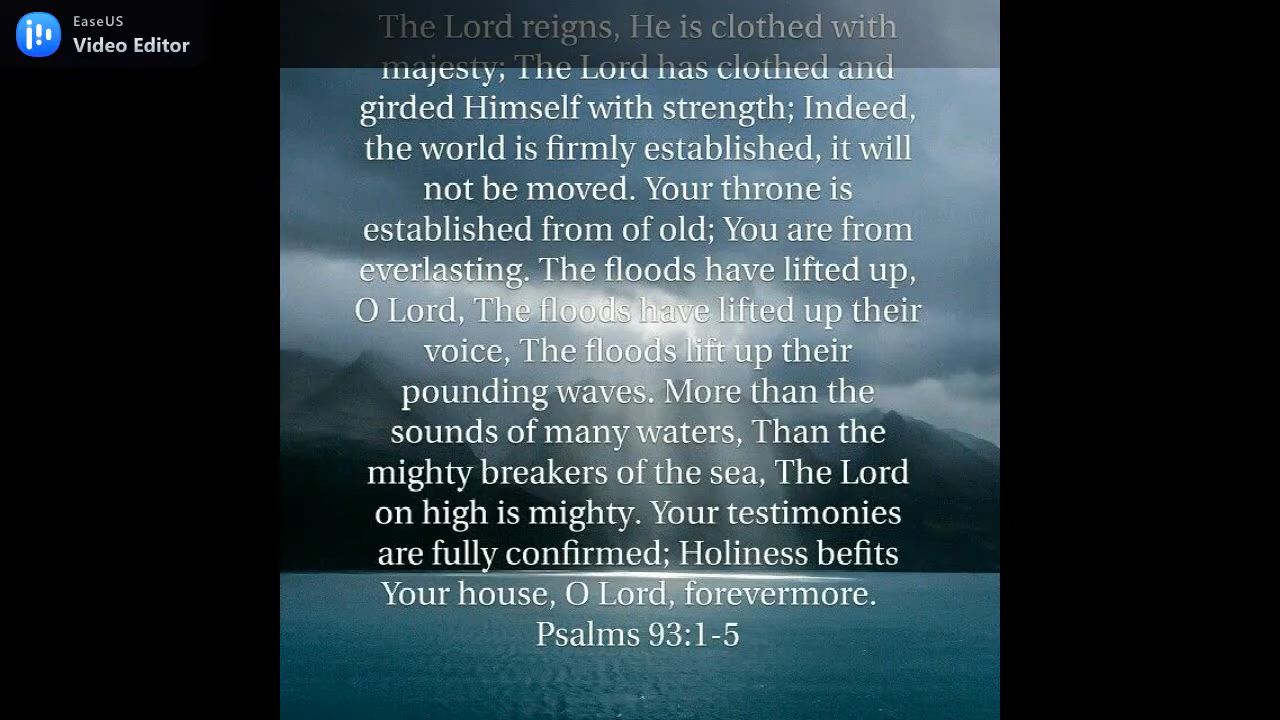 EaseUS
Video Editor
The Lord reigns, He is clothed with
majesty; The Lord has clothed and
girded Himself with strength; Indeed,
the world is firmly established, it will
not be moved. Your throne is
established from of old; You are from
everlasting. The floods have lifted up,
O Lord, The floods have lifted up their
voice, The floods lift up their
pounding waves. More than the
sounds of many waters, Than the
mighty breakers of the sea, The Lord
on high is mighty. Your testimonies
are fully confirmed; Holiness befits
Your house, O Lord, forevermore.
Psalms 93:1-5